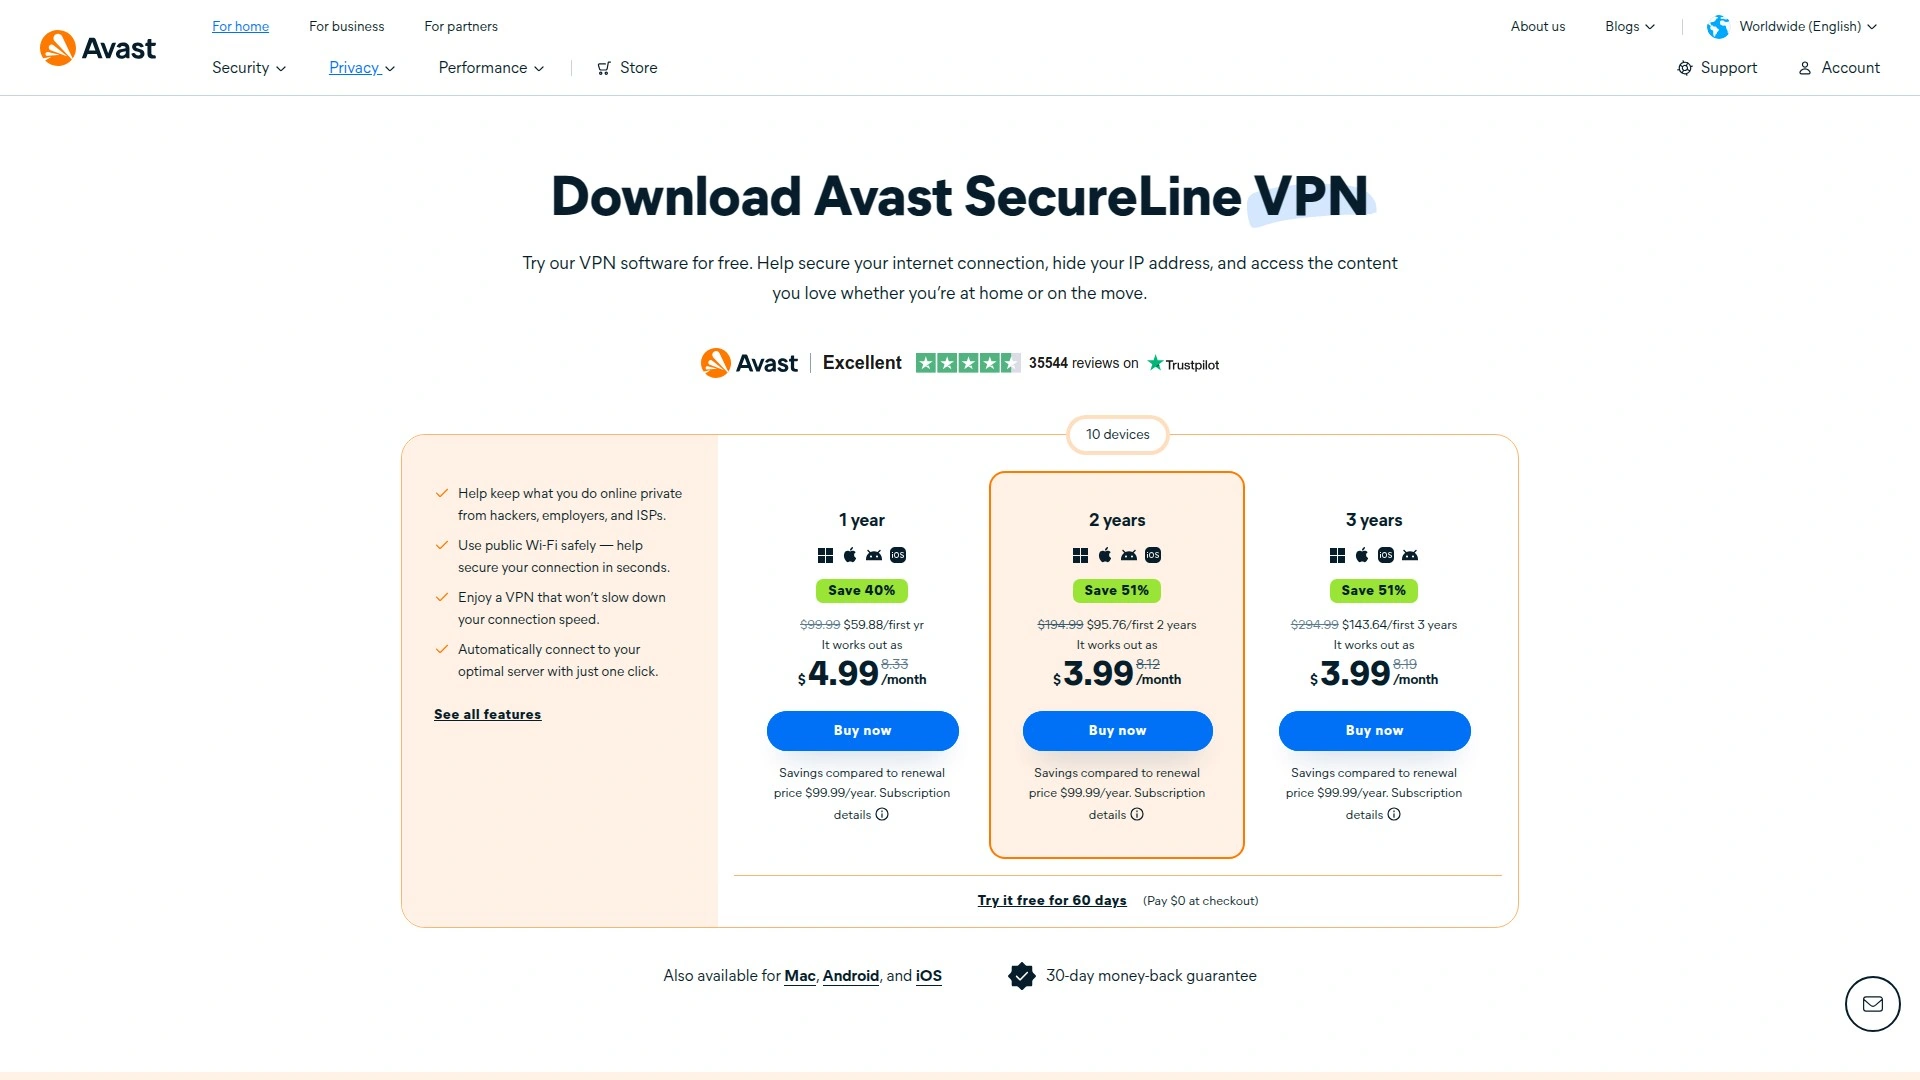 Avast
For home
For business
For partners
About us
Blogs
Worldwide (English)
Security
Privacy
Performance
Store
Support
Account
Download Avast SecureLine VPN
Try our VPN software for free. Help secure your internet connection, hide your IP address, and access the content
you love whether you’re at home or on the move.
Avast
Excellent
35544 reviews on
Trustpilot
10 devices
Help keep what you do online private
from hackers, employers, and ISPs.
Use public Wi-Fi safely — help
secure your connection in seconds.
Enjoy a VPN that won’t slow down
your connection speed.
Automatically connect to your
optimal server with just one click.
See all features
1 year
iOS
Save 40%
$99.99 $59.88/first yr
It works out as
$4.99 8.33
/month
Buy now
Savings compared to renewal
price $99.99/year. Subscription
details
2 years
iOS
Save 51%
$194.99 $95.76/first 2 years
It works out as
$3.99 8.12
/month
Buy now
Savings compared to renewal
price $99.99/year. Subscription
details
3 years
iOS
Save 51%
$294.99 $143.64/first 3 years
It works out as
$3.99 8.19
/month
Buy now
Savings compared to renewal
price $99.99/year. Subscription
details
Try it free for 60 days
(Pay $0 at checkout)
Also available for Mac, Android, and iOS
30-day money-back guarantee